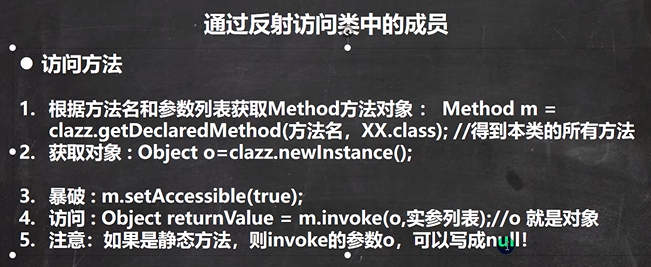 通过反射访问类中的成员
● 访问方法
1. 根据方法名和参数列表获取Method方法对象： Method m =
clazz.getDeclaredMethod(方法名，XX.class); //得到本类的所有方法
2. 获取对象 : Object o=clazz.newInstance();
3. 暴破 : m.setAccessible(true);
4. 访问 : Object returnValue = m.invoke(o,实参列表);//o 就是对象
5. 注意：如果是静态方法，则invoke的参数o，可以写成null!